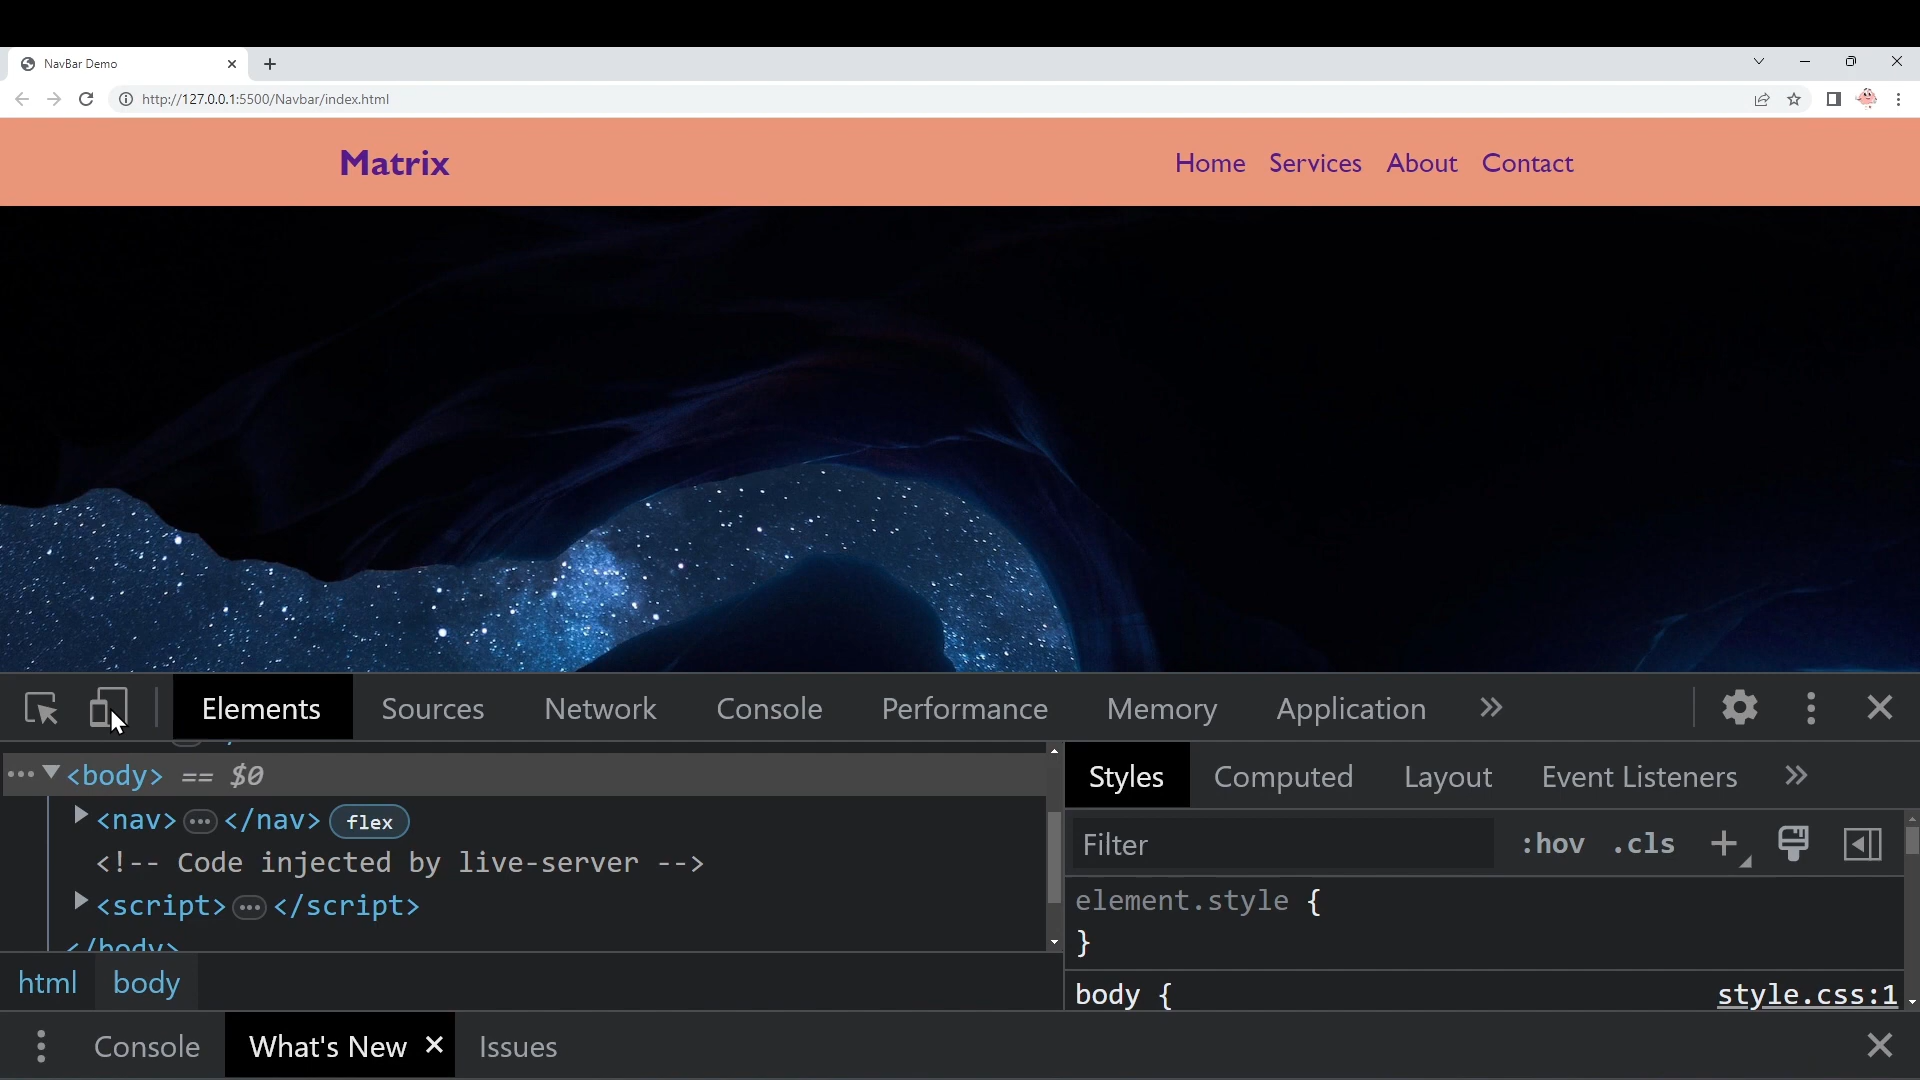 NavBar Demo
http://127.0.0.1:5500/Navbar/index.html
Matrix Home Services About Contact
Elements Sources Network Console Performance Memory Application
<body> == $0
<nav> </nav> flex
<!-- Code injected by live-server -->
<script> </script>
</body>
html body
Styles Computed Layout Event Listeners
Filter :hov .cls
element.style {
}
body { style.css:1
Console What's New Issues